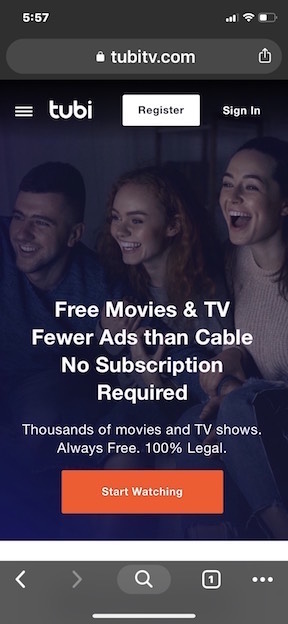 5:57
tubitv.com
tubi
Register
Sign In
Free Movies & TV
Fewer Ads than Cable
No Subscription
Required
Thousands of movies and TV shows.
Always Free. 100% Legal.
Start Watching
1